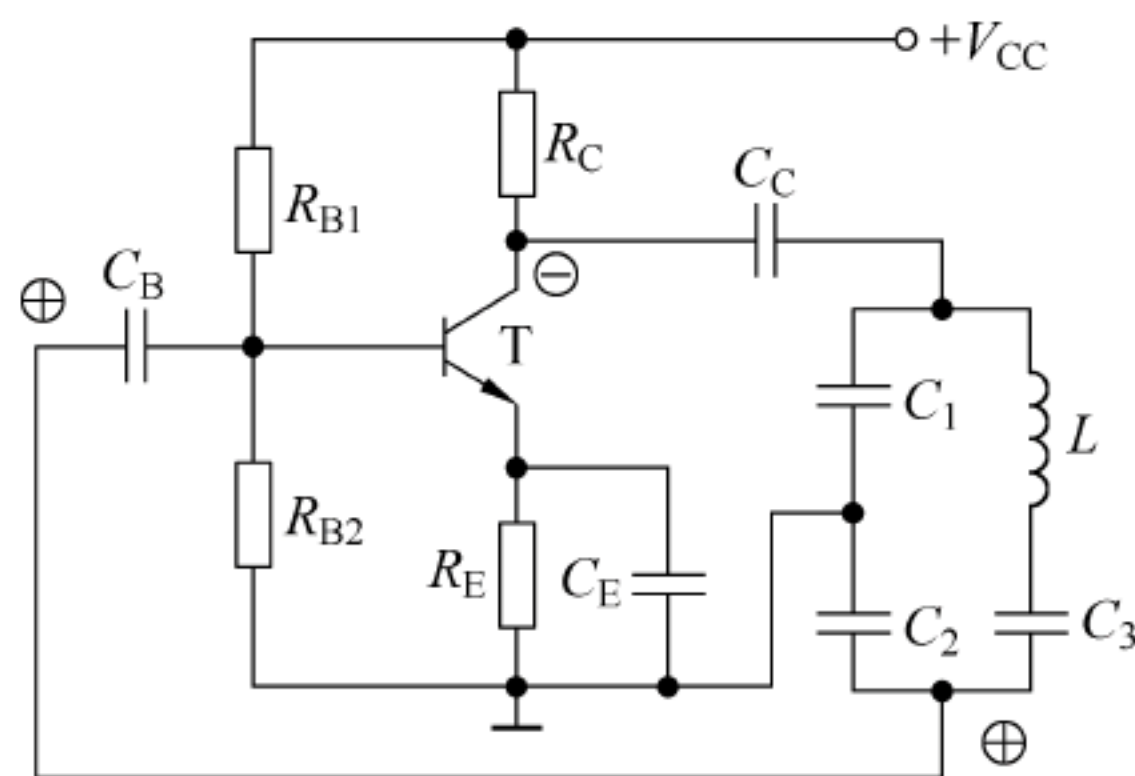 +V_CC
R_C
C_C
R_B1
C_B
⊕
⊖
T
C_1
L
R_B2
R_E
C_E
C_2
C_3
⊕